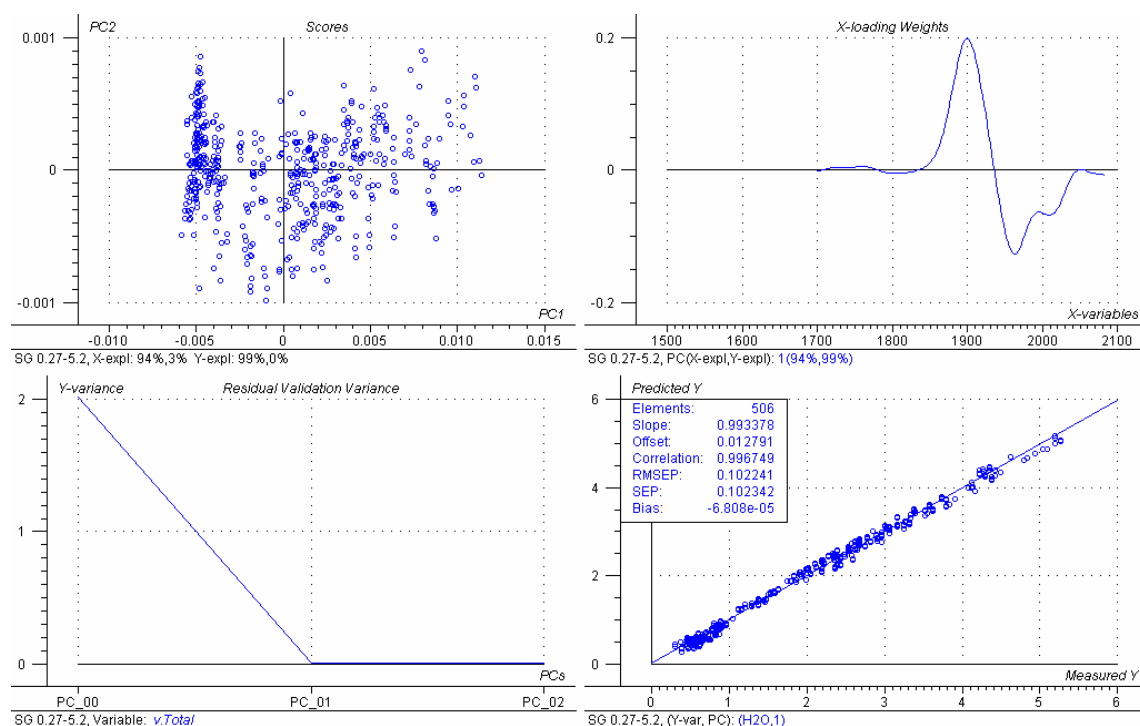 PC2 Scores
0.001
0
-0.001
PC1
-0.010 -0.005 0 0.005 0.010 0.015
SG 0.27-5.2, X-expl: 94%,3% Y-expl: 99%,0%
X-loading Weights
0.2
0
-0.2
X-variables
1500 1600 1700 1800 1900 2000 2100
SG 0.27-5.2, PC(X-expl,Y-expl): 1(94%,99%)
Y-variance Residual Validation Variance
2
1
0
PCs
PC_00 PC_01 PC_02
SG 0.27-5.2, Variable: v.Total
Predicted Y
6
Elements: 506
Slope: 0.993378
Offset: 0.012791
Correlation: 0.996749
RMSEP: 0.102241
SEP: 0.102342
Bias: -6.808e-05
4
2
0
Measured Y
0 1 2 3 4 5 6
SG 0.27-5.2, (Y-var, PC): (H2O,1)